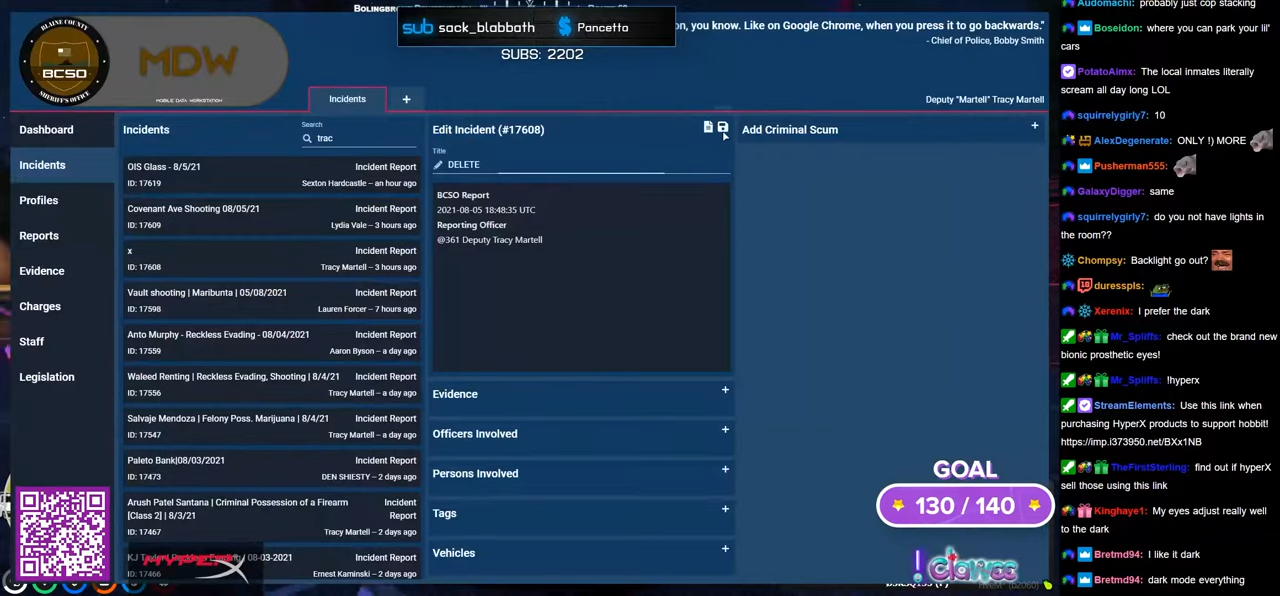 sub sack_blabbath $ Pancetta
SUBS: 2202
on, you know. Like on Google Chrome, when you press it to go backwards."
- Chief of Police, Bobby Smith
BLAINE COUNTY
BCSO
SHERIFF'S OFFICE
MDW
MOBILE DATA WORKSTATION
Incidents
+
Deputy "Martell" Tracy Martell
Dashboard
Incidents
Profiles
Reports
Evidence
Charges
Staff
Legislation
Incidents
Search
trac
OIS Glass - 8/5/21 Incident Report
ID: 17619 Sexton Hardcastle – an hour ago
Covenant Ave Shooting 08/05/21 Incident Report
ID: 17609 Lydia Vale – 3 hours ago
x Incident Report
ID: 17608 Tracy Martell – 3 hours ago
Vault shooting | Maribunta | 05/08/2021 Incident Report
ID: 17598 Lauren Forcer – 7 hours ago
Anto Murphy - Reckless Evading - 08/04/2021 Incident Report
ID: 17559 Aaron Byson – a day ago
Waleed Renting | Reckless Evading, Shooting | 8/4/21 Incident Report
ID: 17556 Tracy Martell – a day ago
Salvaje Mendoza | Felony Poss. Marijuana | 8/4/21 Incident Report
ID: 17547 Tracy Martell – a day ago
Paleto Bank|08/03/2021 Incident Report
ID: 17473 DEN SHIESTY – 2 days ago
Arush Patel Santana | Criminal Possession of a Firearm Incident
[Class 2] | 8/3/21 Report
ID: 17467 Tracy Martell – 2 days ago
08-03-2021 Incident Report
ID: 17466 Ernest Kaminski – 2 days ago
HYPERX
Edit Incident (#17608)
Title
DELETE
BCSO Report
2021-08-05 18:48:35 UTC
Reporting Officer
@361 Deputy Tracy Martell
Evidence +
Officers Involved +
Persons Involved +
Tags +
Vehicles +
Add Criminal Scum +
GOAL
130 / 140
!clawee
Audomachi: probably just cop stacking
Boseidon: where you can park your lil'
cars
PotatoAimx: The local inmates literally
scream all day long LOL
squirrelygirly7: 10
AlexDegenerate: ONLY !) MORE
Pusherman555:
GalaxyDigger: same
squirrelygirly7: do you not have lights in
the room??
Chompsy: Backlight go out?
duresspls:
Xerenix: I prefer the dark
Mr_Spliffs: check out the brand new
bionic prosthetic eyes!
Mr_Spliffs: !hyperx
StreamElements: Use this link when
purchasing HyperX products to support hobbit!
https://imp.i373950.net/BXx1NB
TheFirstSterling: find out if hyperX
sell those using this link
Kinghaye1: My eyes adjust really well
to the dark
Bretmd94: I like it dark
Bretmd94: dark mode everything